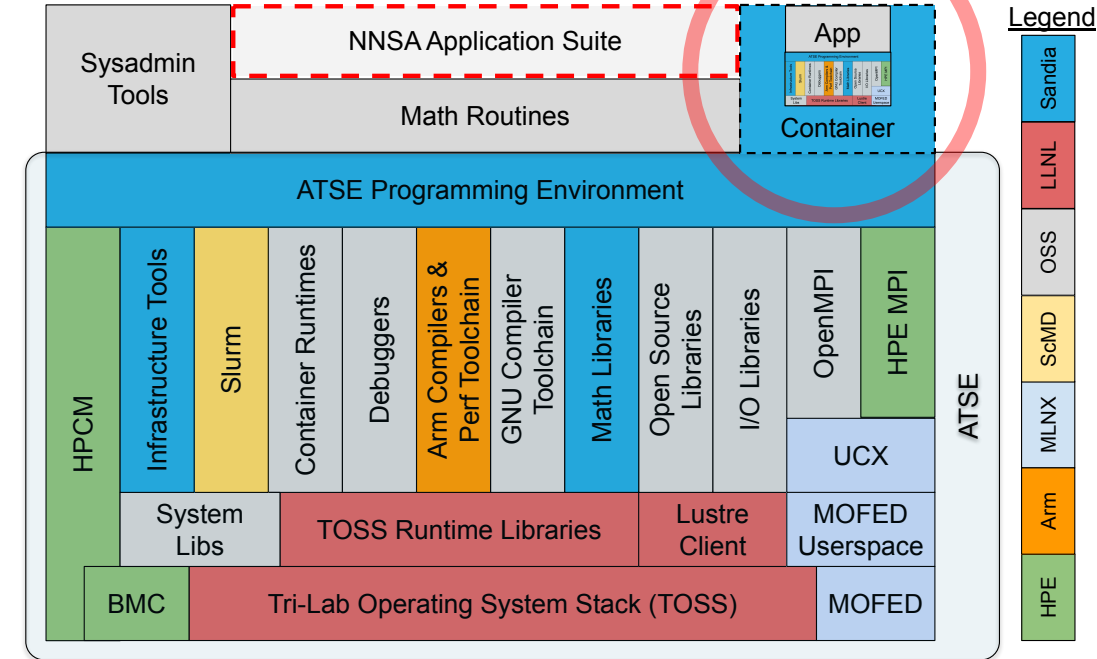 Legend
Sysadmin
Tools
NNSA Application Suite
Math Routines
App
Container
ATSE Programming Environment
HPCM
Infrastructure Tools
Slurm
Container Runtimes
Debuggers
Arm Compilers &
Perf Toolchain
GNU Compiler
Toolchain
Math Libraries
Open Source
Libraries
I/O Libraries
OpenMPI
HPE MPI
UCX
System
Libs
TOSS Runtime Libraries
Lustre
Client
MOFED
Userspace
BMC
Tri-Lab Operating System Stack (TOSS)
MOFED
ATSE
Sandia
LLNL
OSS
ScMD
MLNX
Arm
HPE